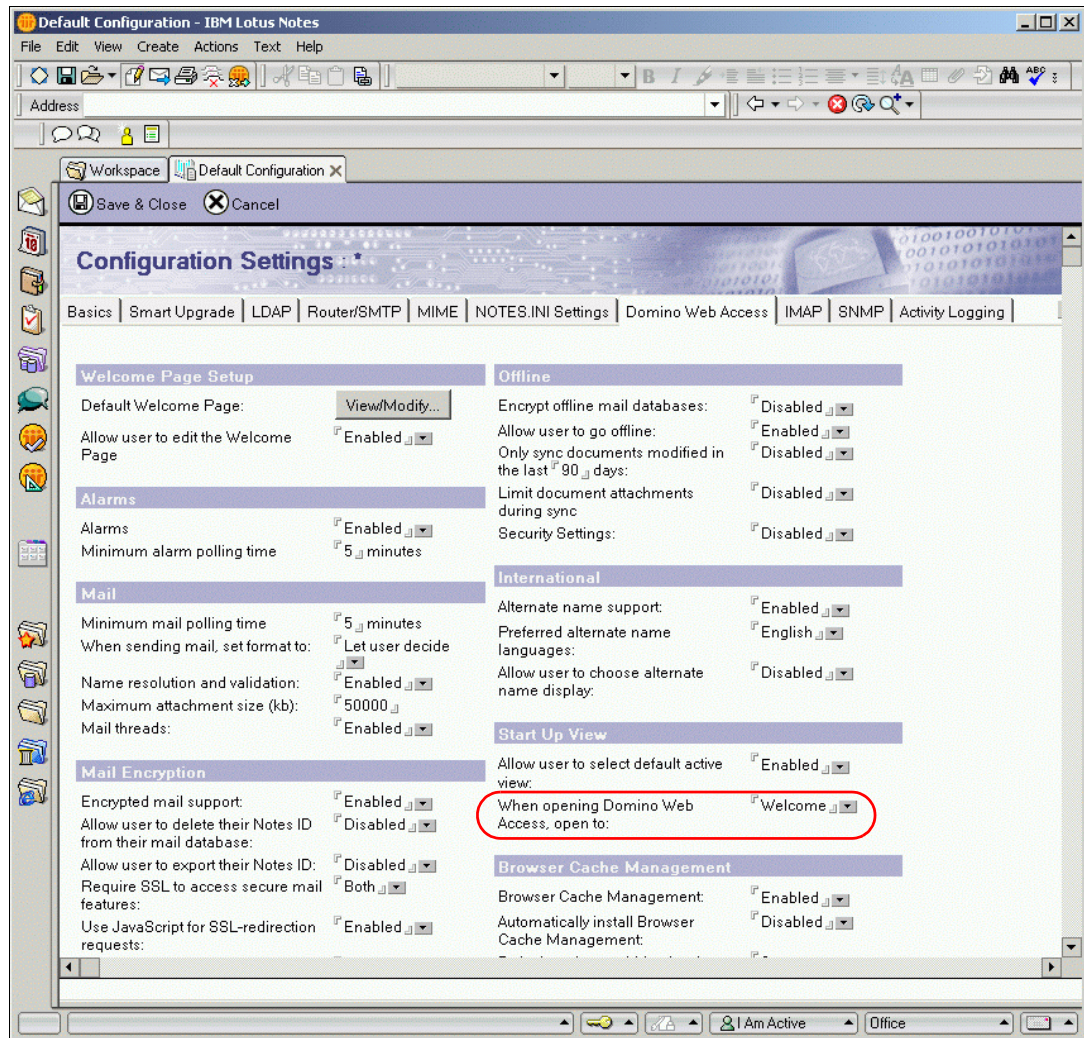 Default Configuration - IBM Lotus Notes
File Edit View Create Actions Text Help
B I
ABC
Address
Workspace
Default Configuration
Save & Close Cancel
Configuration Settings : *
Basics Smart Upgrade LDAP Router/SMTP MIME NOTES.INI Settings Domino Web Access IMAP SNMP Activity Logging
Welcome Page Setup
Default Welcome Page: View/Modify...
Allow user to edit the Welcome Enabled
Page
Alarms
Alarms Enabled
Minimum alarm polling time 5 minutes
Mail
Minimum mail polling time 5 minutes
When sending mail, set format to: Let user decide
Name resolution and validation: Enabled
Maximum attachment size (kb): 50000
Mail threads: Enabled
Mail Encryption
Encrypted mail support: Enabled
Allow user to delete their Notes ID Disabled
from their mail database:
Allow user to export their Notes ID: Disabled
Require SSL to access secure mail Both
features:
Use JavaScript for SSL-redirection Enabled
requests:
Offline
Encrypt offline mail databases: Disabled
Allow user to go offline: Enabled
Only sync documents modified in Disabled
the last 90 days:
Limit document attachments Disabled
during sync
Security Settings: Disabled
International
Alternate name support: Enabled
Preferred alternate name English
languages:
Allow user to choose alternate Disabled
name display:
Start Up View
Allow user to select default active Enabled
view:
When opening Domino Web Welcome
Access, open to:
Browser Cache Management
Browser Cache Management: Enabled
Automatically install Browser Disabled
Cache Management:
I Am Active
Office